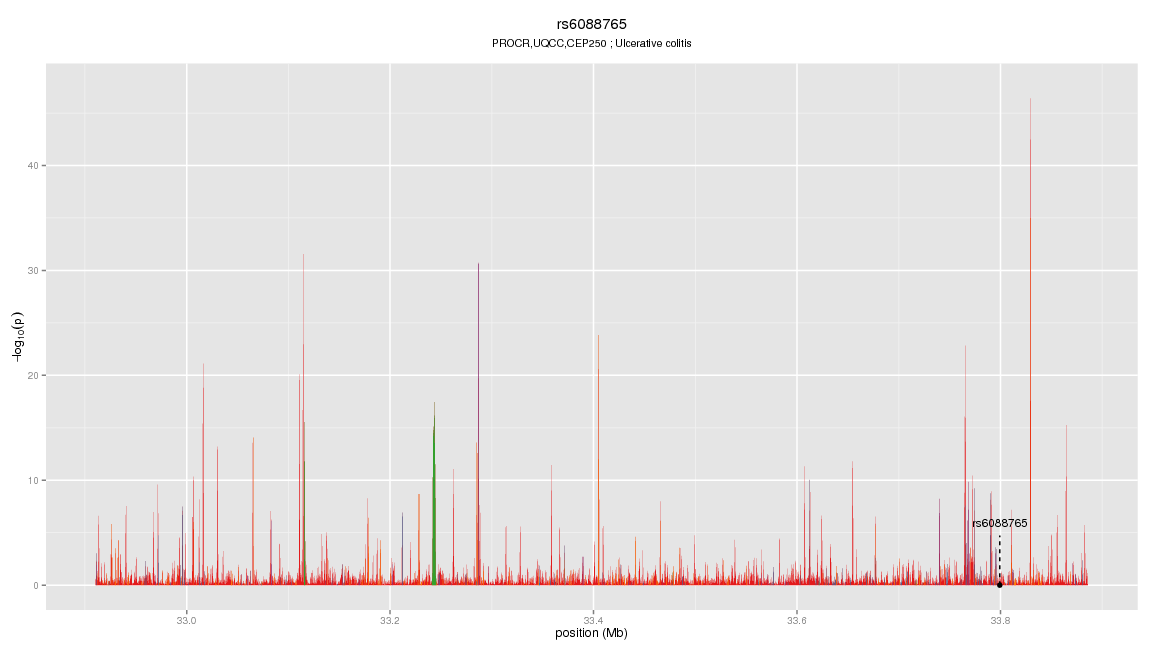 rs6088765
PROCR,UQCC,CEP250 ; Ulcerative colitis
40
30
20
10
0
−log10(p)
rs6088765
33.0 33.2 33.4 33.6 33.8
position (Mb)